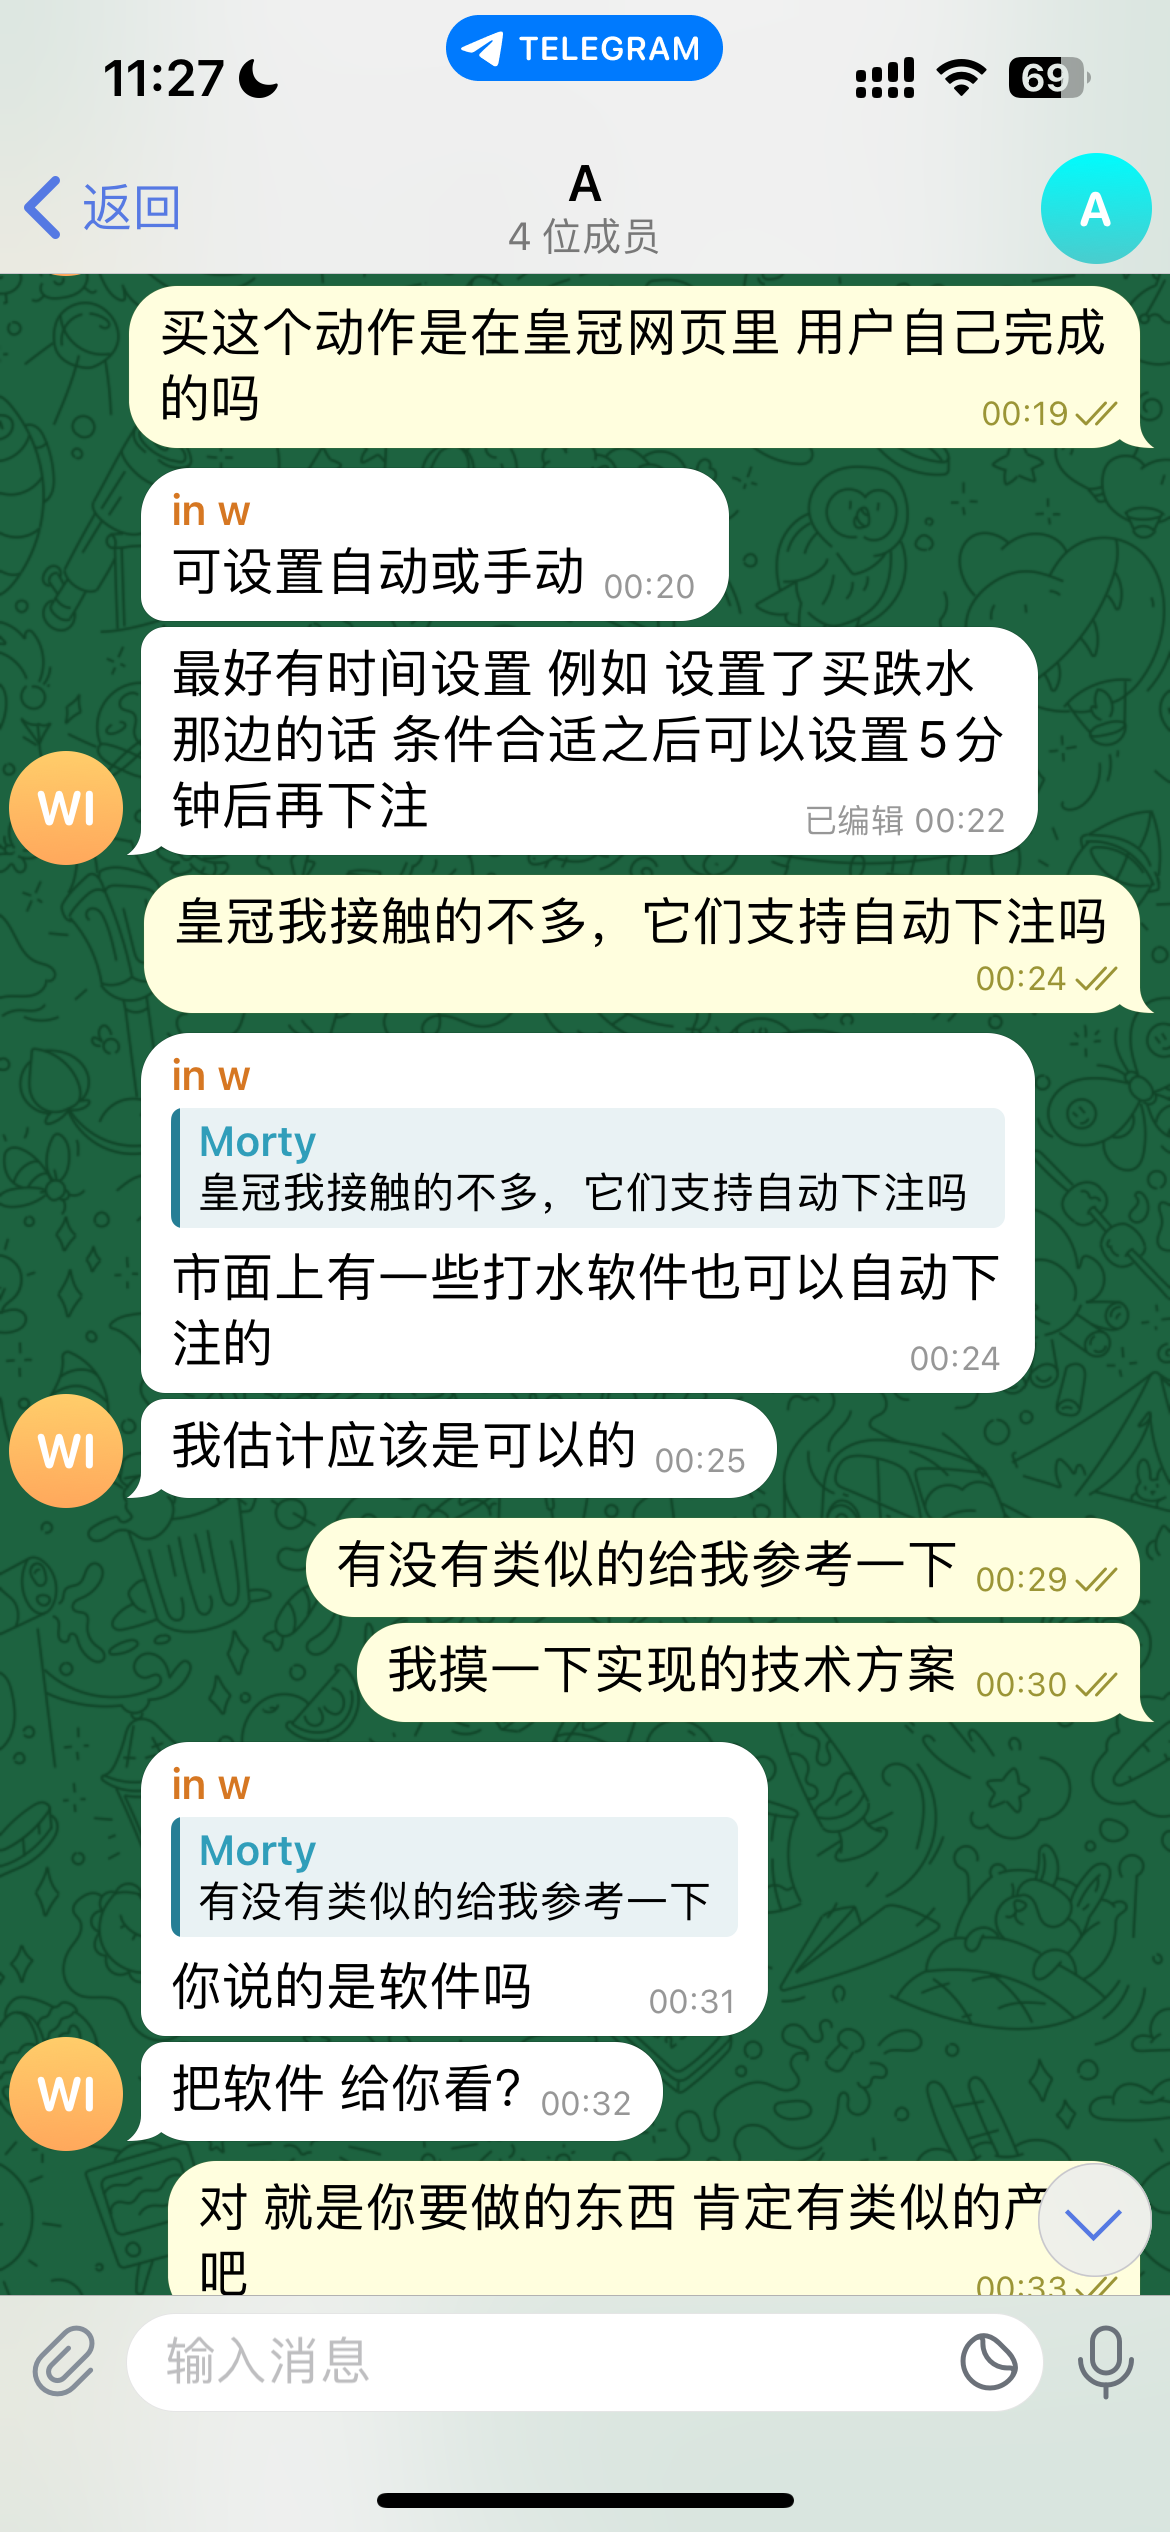 11:27
TELEGRAM
69
返回
A
4 位成员
A
买这个动作是在皇冠网页里 用户自己完成
的吗
00:19
in w
可设置自动或手动 00:20
最好有时间设置 例如 设置了买跌水
那边的话 条件合适之后可以设置5分
钟后再下注
已编辑 00:22
WI
皇冠我接触的不多，它们支持自动下注吗
00:24
in w
Morty
皇冠我接触的不多，它们支持自动下注吗
市面上有一些打水软件也可以自动下
注的
00:24
我估计应该是可以的 00:25
WI
有没有类似的给我参考一下 00:29
我摸一下实现的技术方案 00:30
in w
Morty
有没有类似的给我参考一下
你说的是软件吗 00:31
把软件 给你看? 00:32
WI
对 就是你要做的东西 肯定有类似的产
吧
00:33
输入消息